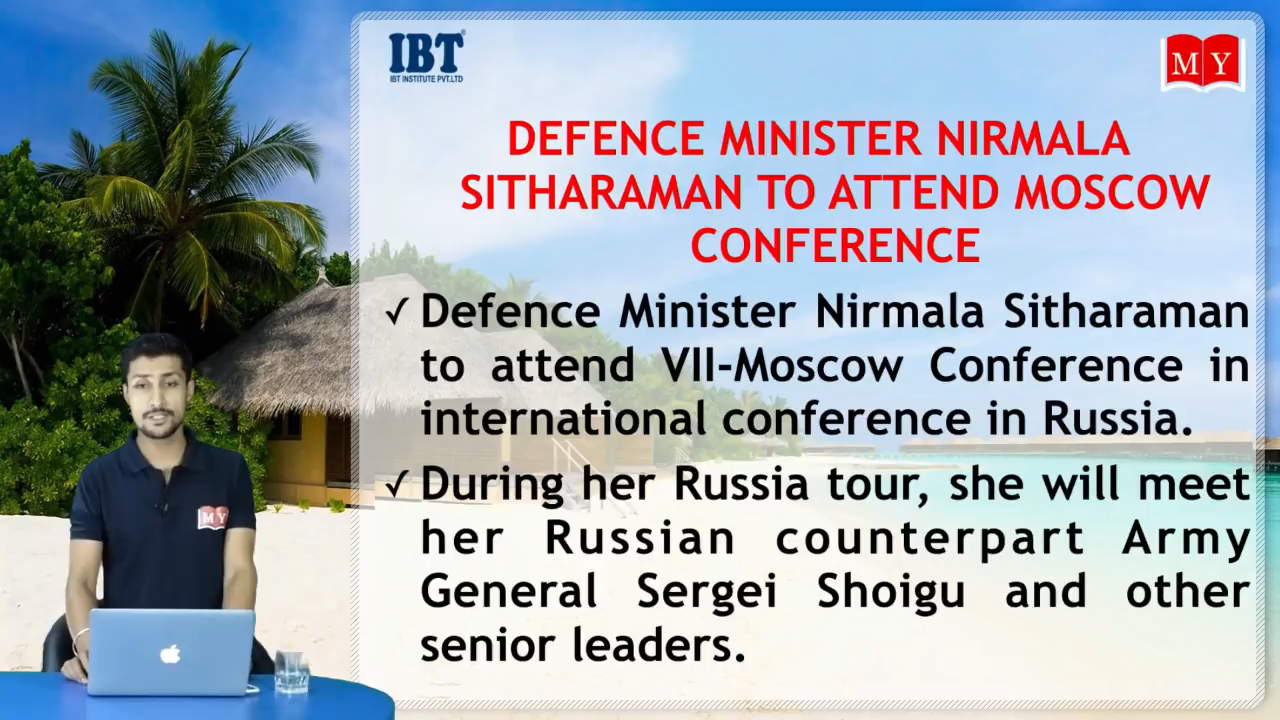 IBT
IBT INSTITUTE PVT.LTD
M Y
DEFENCE MINISTER NIRMALA
SITHARAMAN TO ATTEND MOSCOW
CONFERENCE
✓ Defence Minister Nirmala Sitharaman
to attend VII-Moscow Conference in
international conference in Russia.
✓ During her Russia tour, she will meet
her Russian counterpart Army
General Sergei Shoigu and other
senior leaders.
M Y